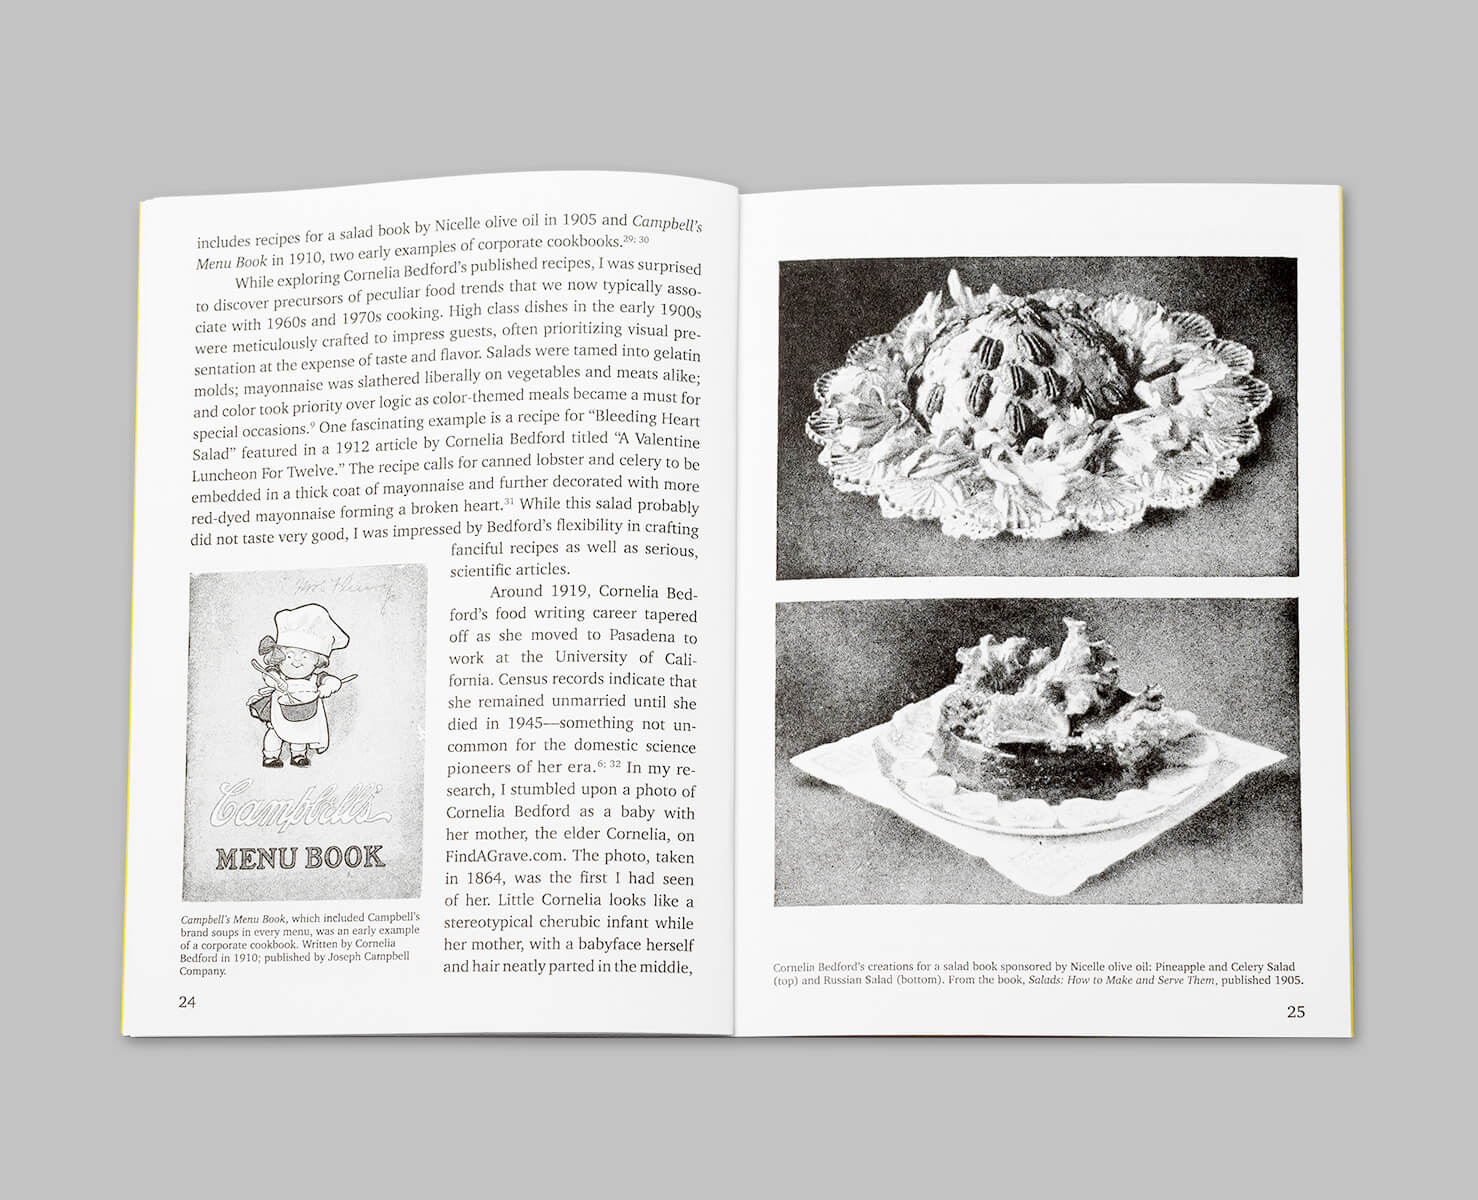 includes recipes for a salad book by Nicelle olive oil in 1905 and Campbell's
Menu Book in 1910, two early examples of corporate cookbooks.29; 30
While exploring Cornelia Bedford's published recipes, I was surprised
to discover precursors of peculiar food trends that we now typically asso-
ciate with 1960s and 1970s cooking. High class dishes in the early 1900s
were meticulously crafted to impress guests, often prioritizing visual pre-
sentation at the expense of taste and flavor. Salads were tamed into gelatin
molds; mayonnaise was slathered liberally on vegetables and meats alike;
and color took priority over logic as color-themed meals became a must for
special occasions.9 One fascinating example is a recipe for “Bleeding Heart
Salad” featured in a 1912 article by Cornelia Bedford titled “A Valentine
Luncheon For Twelve.” The recipe calls for canned lobster and celery to be
embedded in a thick coat of mayonnaise and further decorated with more
red-dyed mayonnaise forming a broken heart.31 While this salad probably
did not taste very good, I was impressed by Bedford's flexibility in crafting
fanciful recipes as well as serious,
scientific articles.
Around 1919, Cornelia Bed-
ford's food writing career tapered
off as she moved to Pasadena to
work at the University of Cali-
fornia. Census records indicate that
she remained unmarried until she
died in 1945—something not un-
common for the domestic science
pioneers of her era.6; 32 In my re-
search, I stumbled upon a photo of
Cornelia Bedford as a baby with
her mother, the elder Cornelia, on
FindAGrave.com. The photo, taken
in 1864, was the first I had seen
of her. Little Cornelia looks like a
stereotypical cherubic infant while
her mother, with a babyface herself
and hair neatly parted in the middle,
Campbell's
MENU BOOK
Campbell's Menu Book, which included Campbell's
brand soups in every menu, was an early example
of a corporate cookbook. Written by Cornelia
Bedford in 1910; published by Joseph Campbell
Company.
24
Cornelia Bedford's creations for a salad book sponsored by Nicelle olive oil: Pineapple and Celery Salad
(top) and Russian Salad (bottom). From the book, Salads: How to Make and Serve Them, published 1905.
25